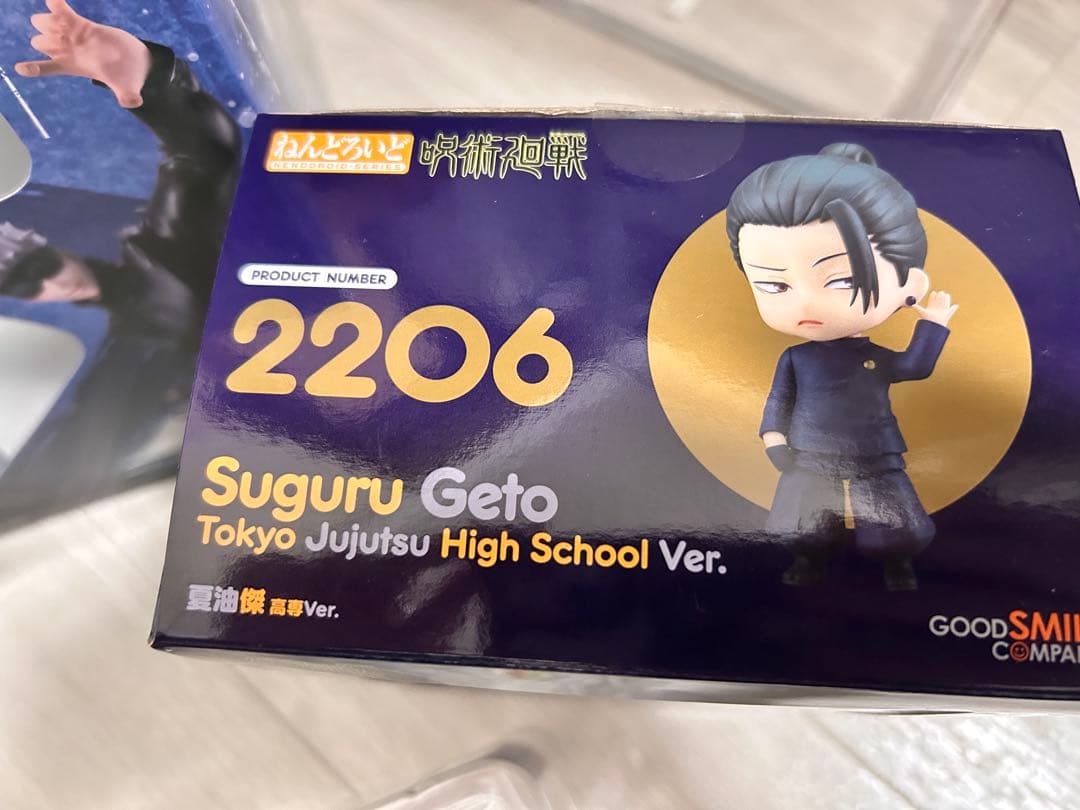 ねんどろいど 呪術廻戦
NENDOROID SERIES
PRODUCT NUMBER
2206
Suguru Geto
Tokyo Jujutsu High School Ver.
夏油傑 高専Ver.
GOOD SMI
COMPA